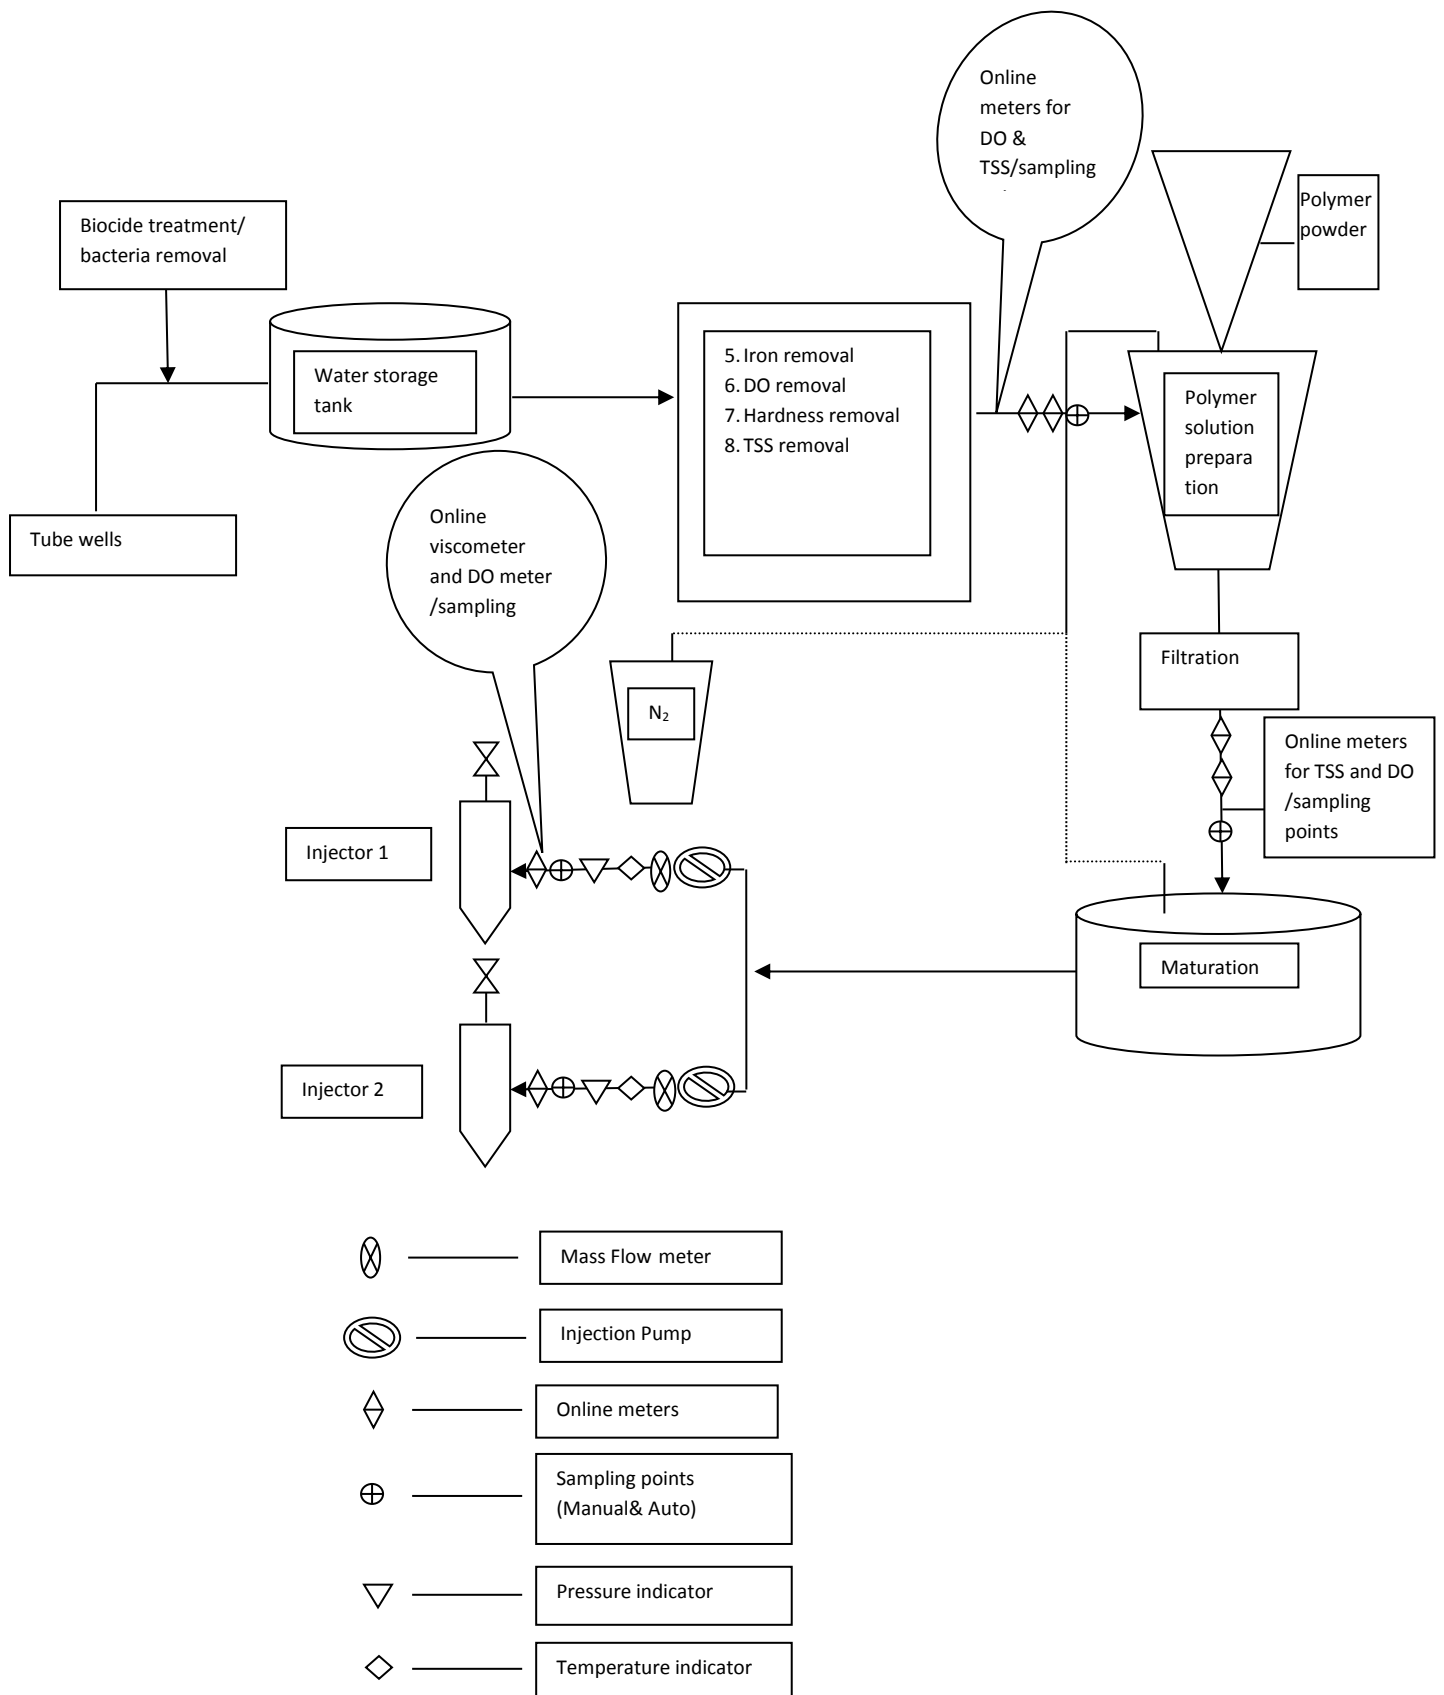 Online
meters for
DO &
TSS/sampling
Polymer
powder
Biocide treatment/
bacteria removal
Water storage
tank
5. Iron removal
6. DO removal
7. Hardness removal
8. TSS removal
Polymer
solution
prepara
tion
Tube wells
Online
viscometer
and DO meter
/sampling
Filtration
N₂
Online meters
for TSS and DO
/sampling
points
Injector 1
Maturation
Injector 2
Mass Flow meter
Injection Pump
Online meters
Sampling points
(Manual& Auto)
Pressure indicator
Temperature indicator